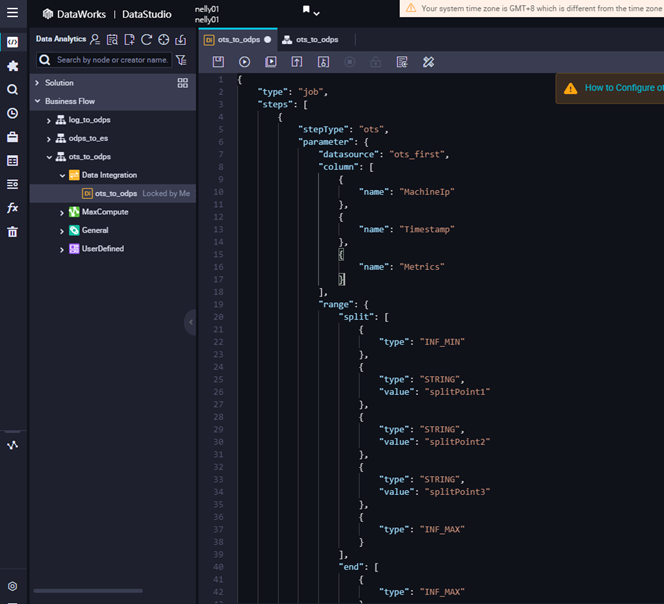 DataWorks | DataStudio
nelly01
nelly01
Your system time zone is GMT+8 which is different from the time zone
Data Analytics
Search by node or creator name.
Solution
Business Flow
log_to_odps
odps_to_es
ots_to_odps
Data Integration
DI ots_to_odps Locked by Me
MaxCompute
General
UserDefined
fx
DI ots_to_odps
ots_to_odps
How to Configure ot
1 {
2 "type": "job",
3 "steps": [
4 {
5 "stepType": "ots",
6 "parameter": {
7 "datasource": "ots_first",
8 "column": [
9 {
10 "name": "MachineIp"
11 },
12 {
13 "name": "Timestamp"
14 },
15 {
16 "name": "Metrics"
17 }
18 ],
19 "range": {
20 "split": [
21 {
22 "type": "INF_MIN"
23 },
24 {
25 "type": "STRING",
26 "value": "splitPoint1"
27 },
28 {
29 "type": "STRING",
30 "value": "splitPoint2"
31 },
32 {
33 "type": "STRING",
34 "value": "splitPoint3"
35 },
36 {
37 "type": "INF_MAX"
38 }
39 ],
40 "end": [
41 {
42 "type": "INF_MAX"